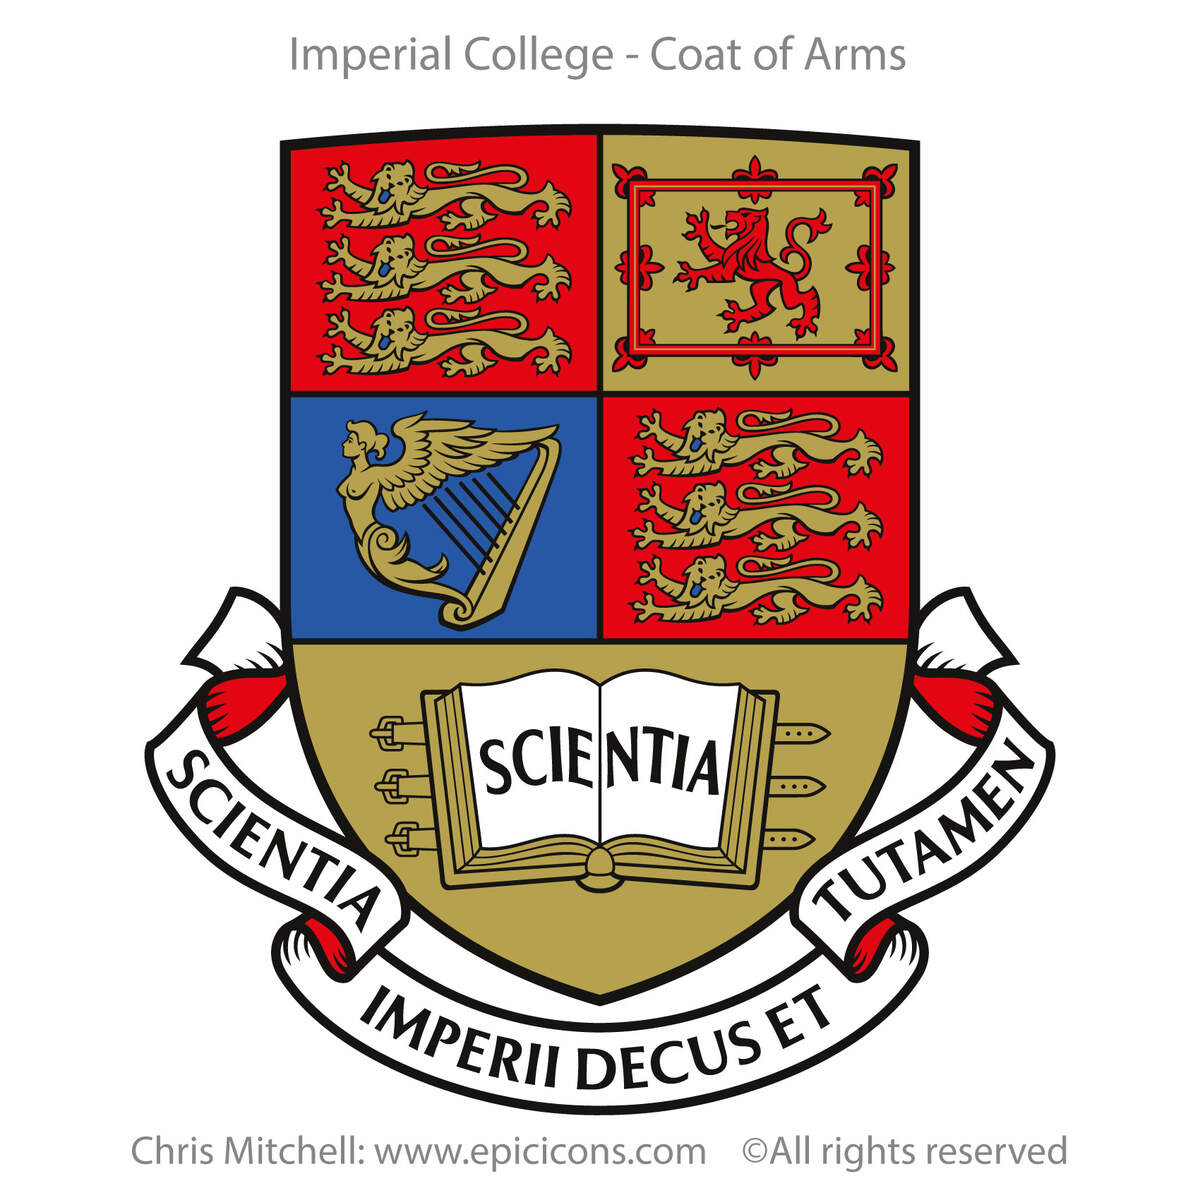 Imperial College - Coat of Arms
SCIENTIA
SCIENTIA
IMPERII DECUS ET
TUTAMEN
Chris Mitchell: www.epicicons.com ©All rights reserved